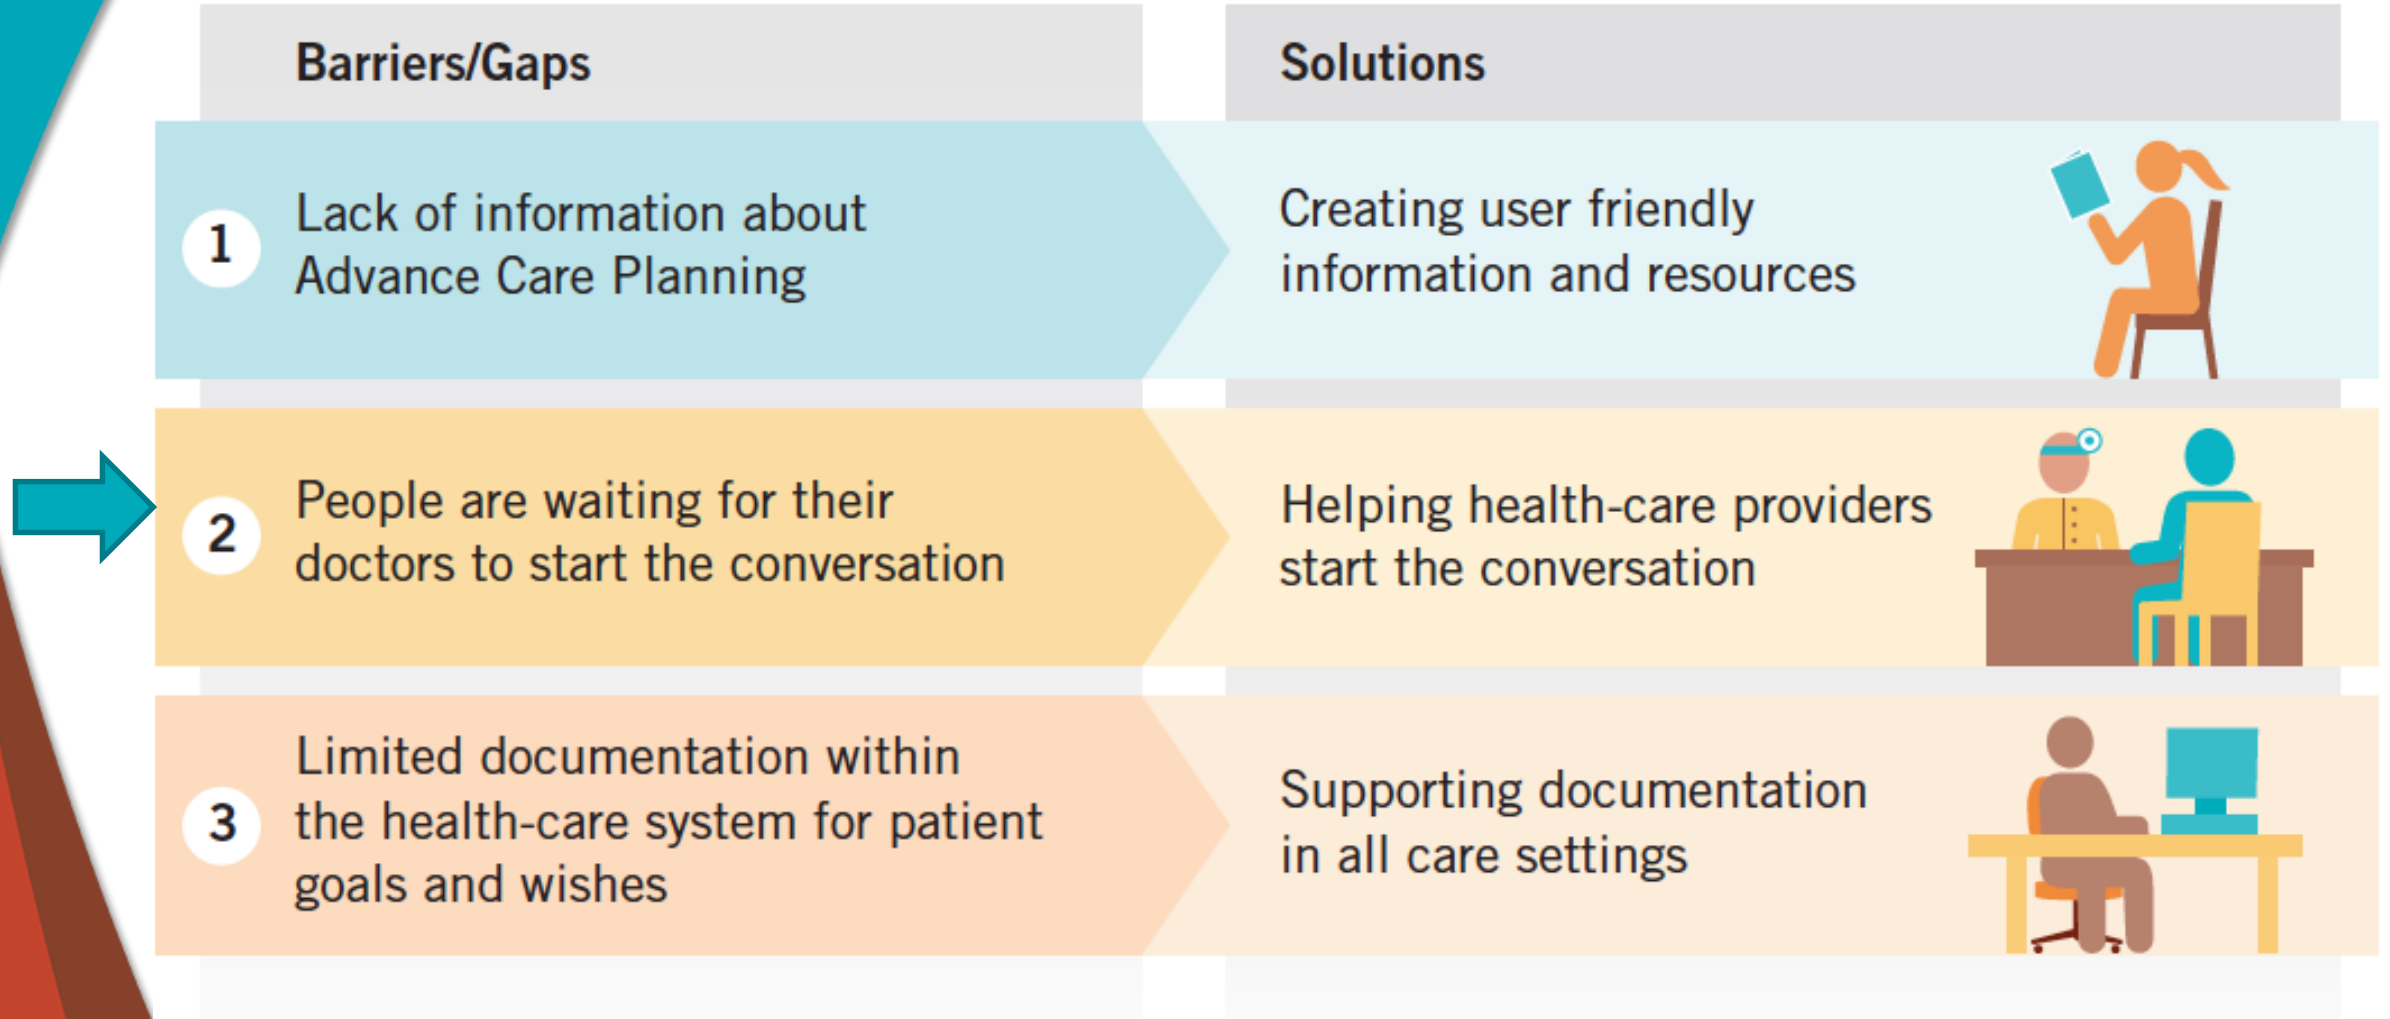 Barriers/Gaps
Solutions
1
Lack of information about
Advance Care Planning
Creating user friendly
information and resources
2
People are waiting for their
doctors to start the conversation
Helping health-care providers
start the conversation
3
Limited documentation within
the health-care system for patient
goals and wishes
Supporting documentation
in all care settings